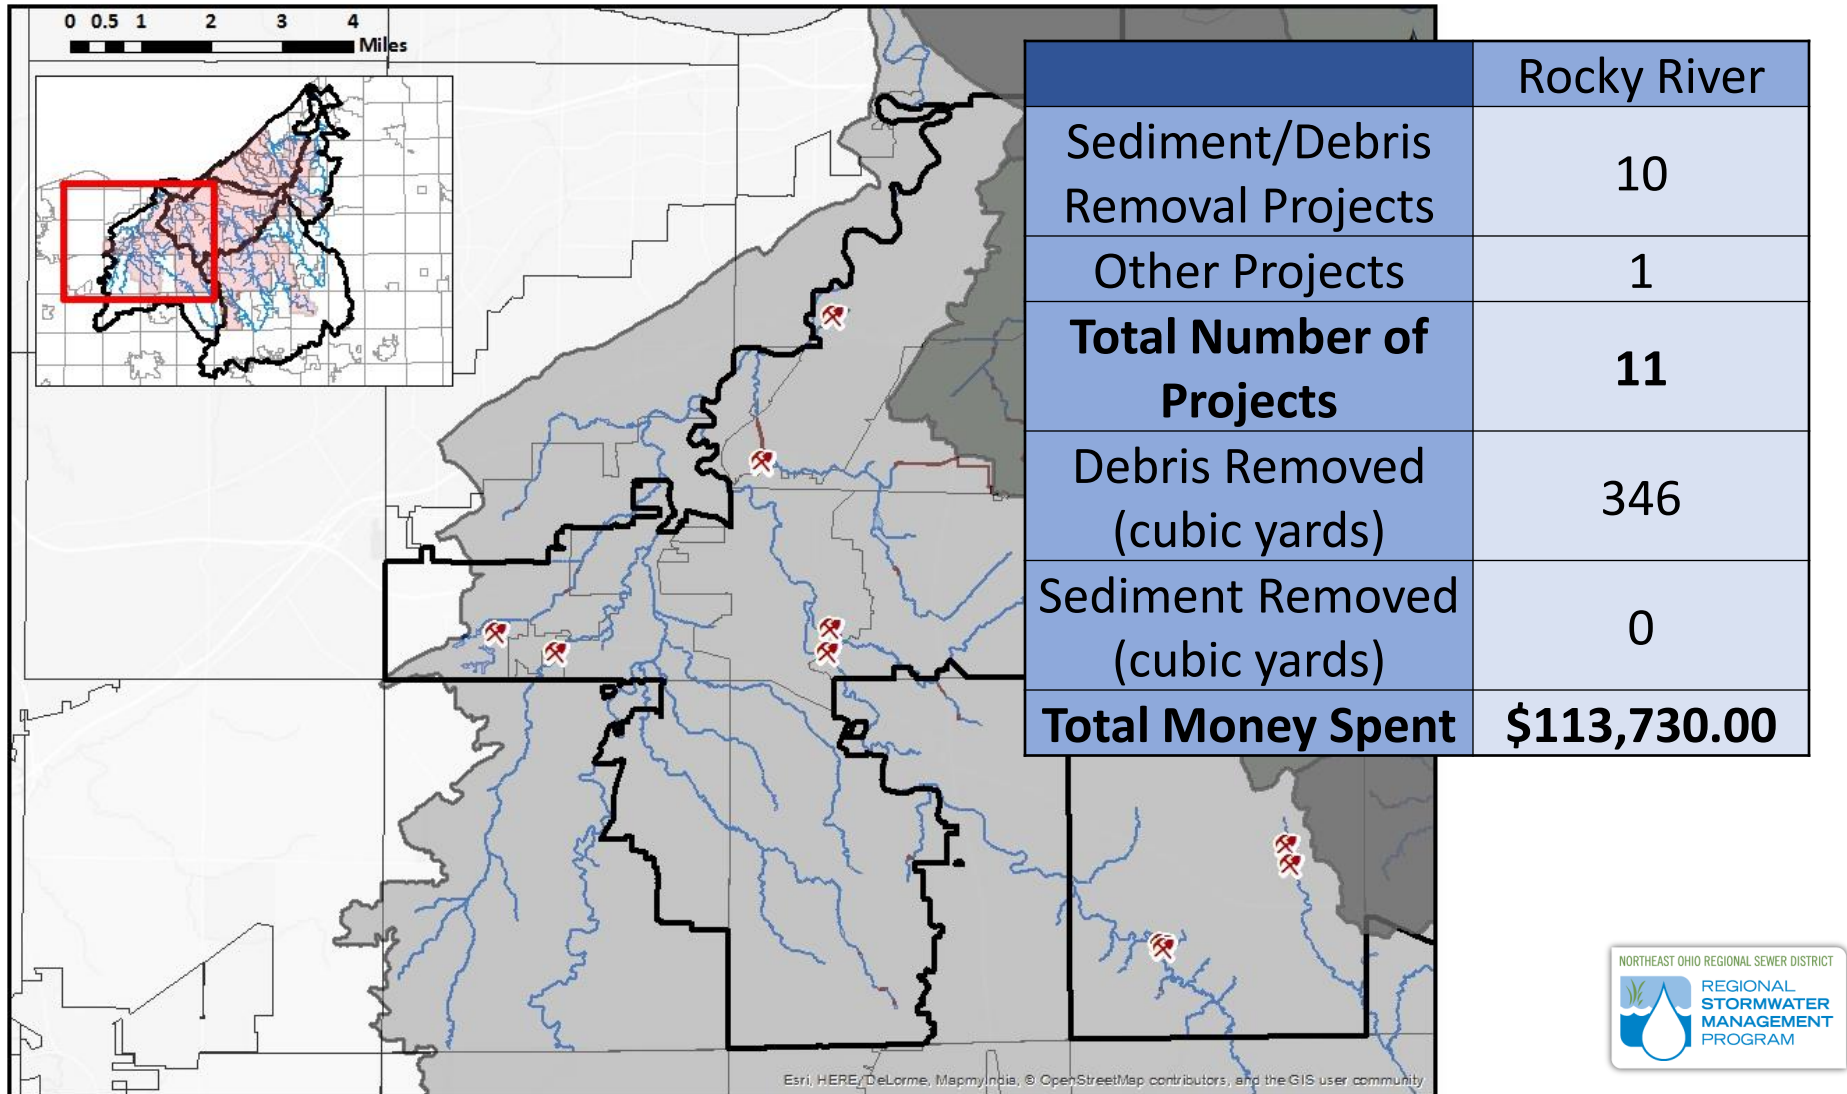 0 0.5 1 2 3 4
Miles
Rocky River
Sediment/Debris
Removal Projects
10
Other Projects
1
Total Number of
Projects
11
Debris Removed
(cubic yards)
346
Sediment Removed
(cubic yards)
0
Total Money Spent
$113,730.00
NORTHEAST OHIO REGIONAL SEWER DISTRICT
REGIONAL
STORMWATER
MANAGEMENT
PROGRAM
Esri, HERE, DeLorme, MapmyIndia, © OpenStreetMap contributors, and the GIS user community